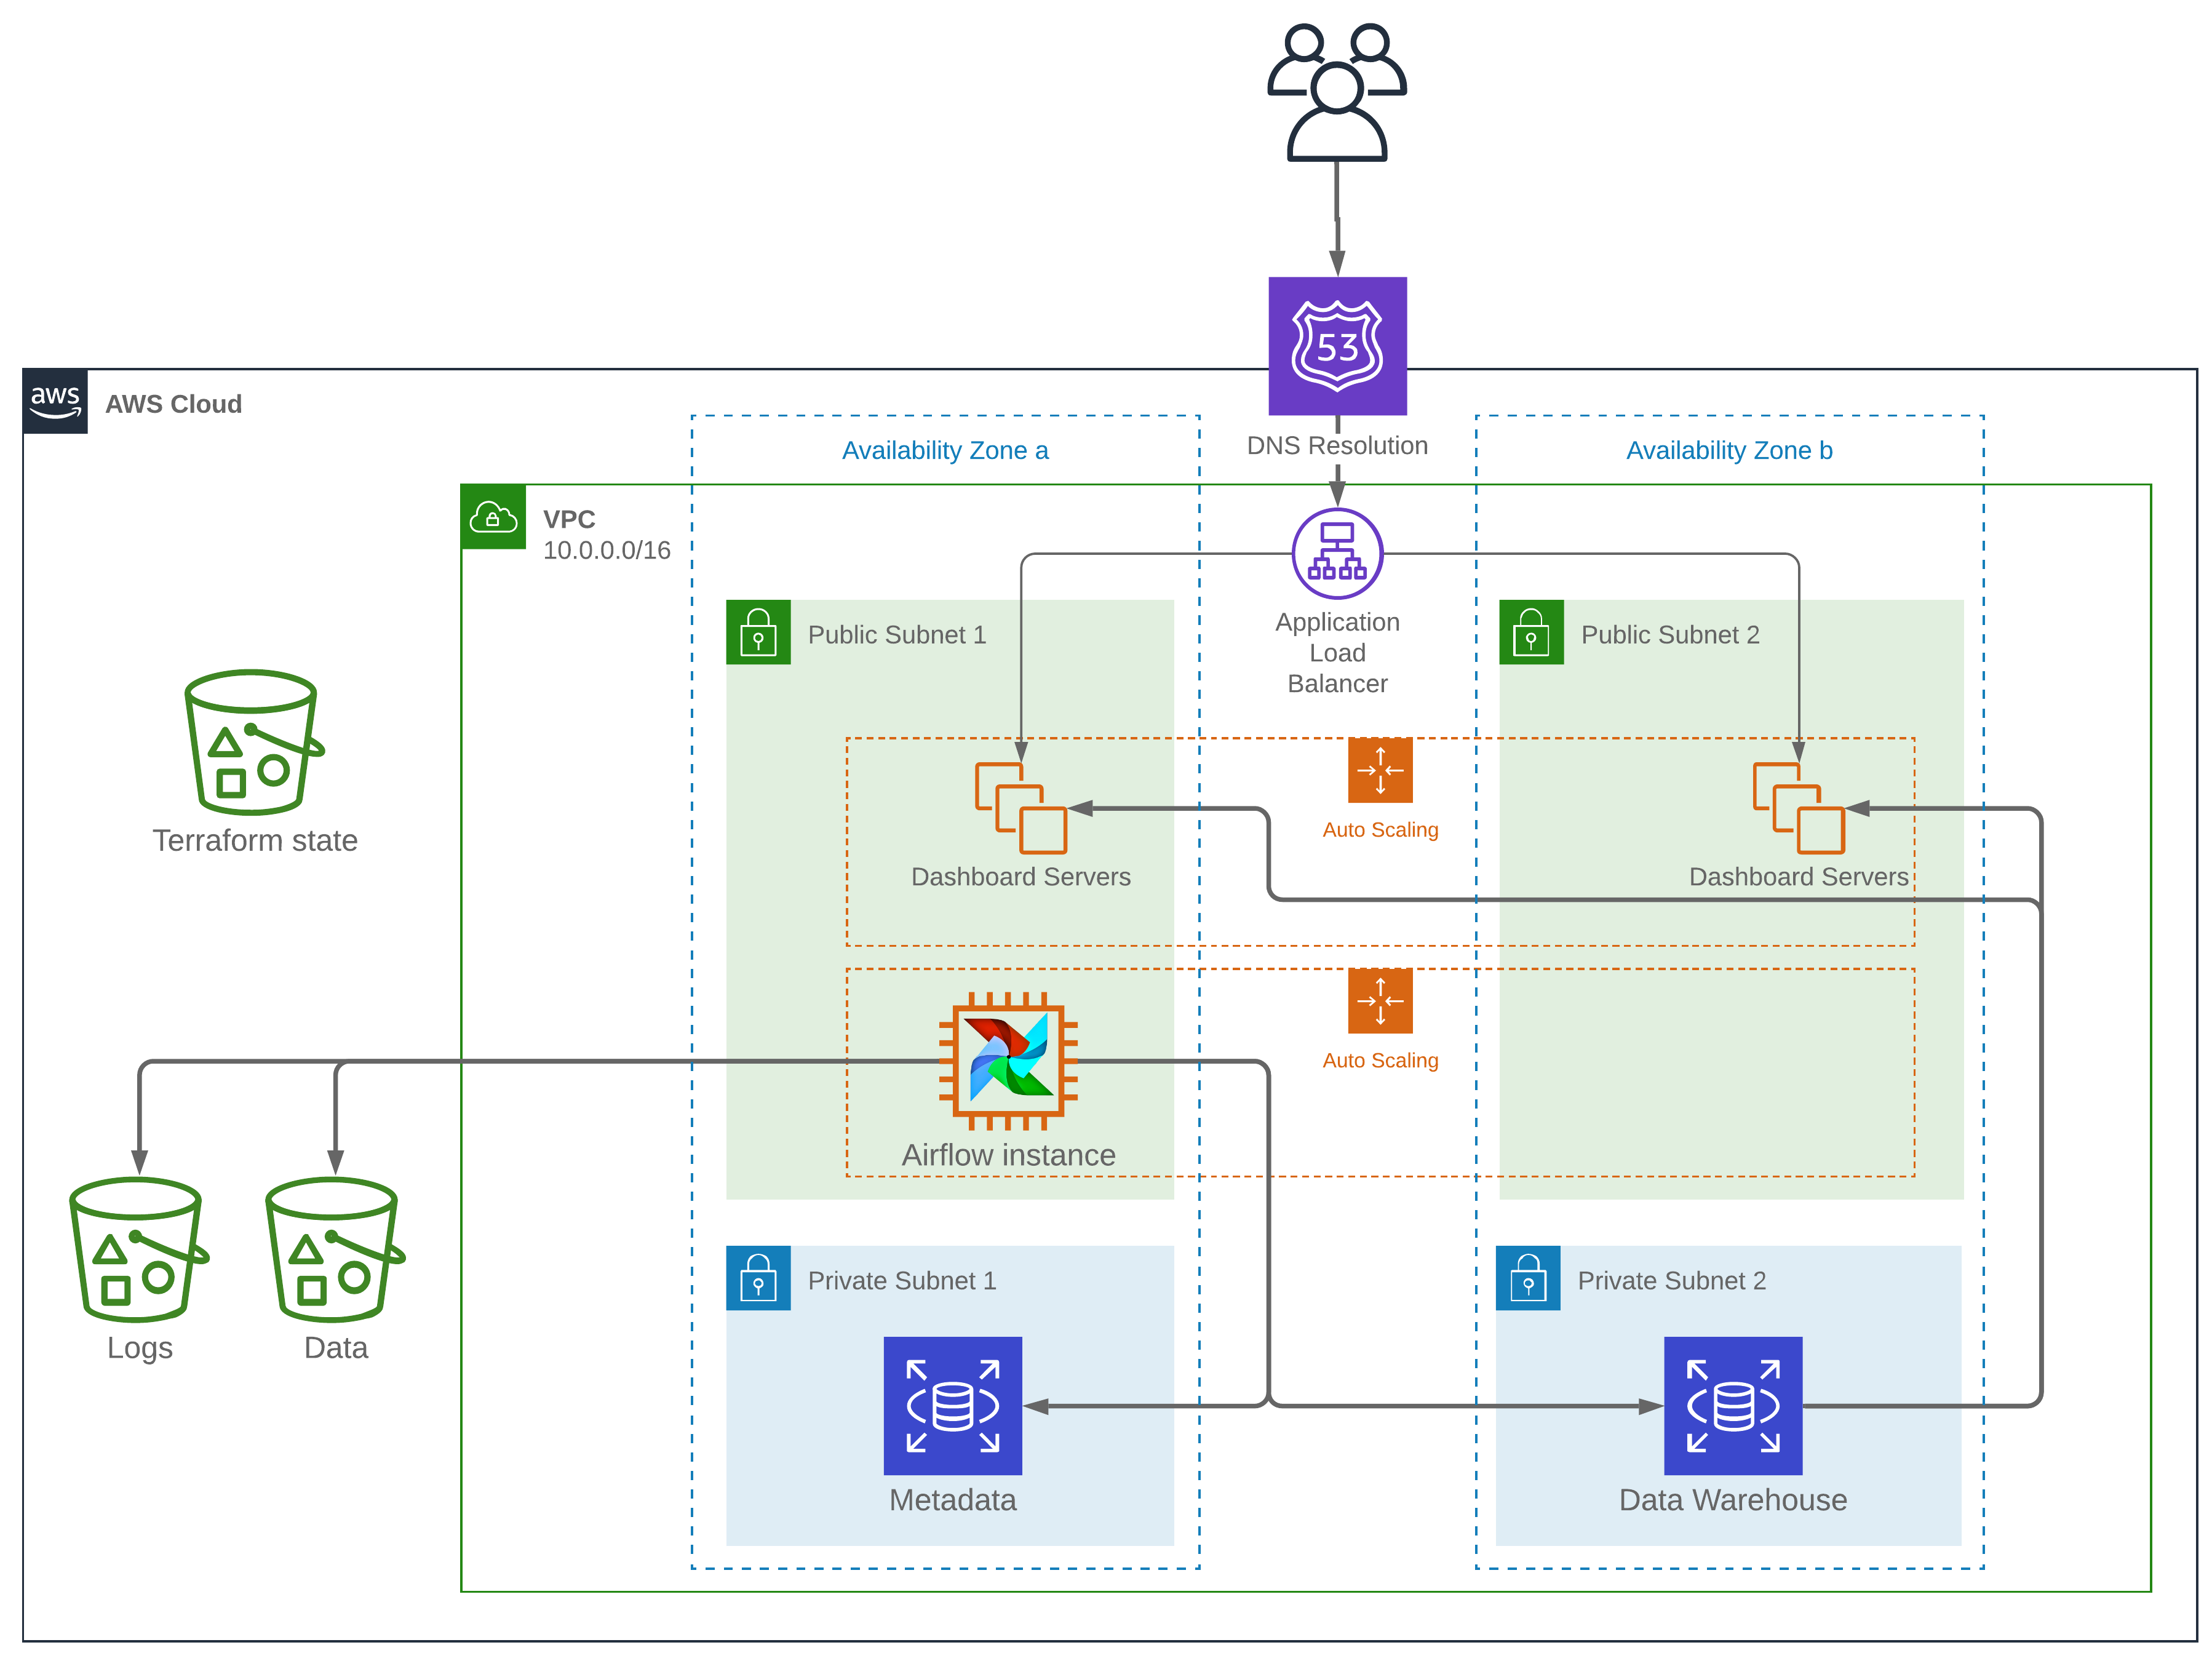 53
aws
AWS Cloud
Availability Zone a
DNS Resolution
Availability Zone b
VPC
10.0.0.0/16
Public Subnet 1
Application
Load
Balancer
Public Subnet 2
Terraform state
Auto Scaling
Dashboard Servers
Dashboard Servers
Auto Scaling
Airflow instance
Private Subnet 1
Private Subnet 2
Logs
Data
Metadata
Data Warehouse